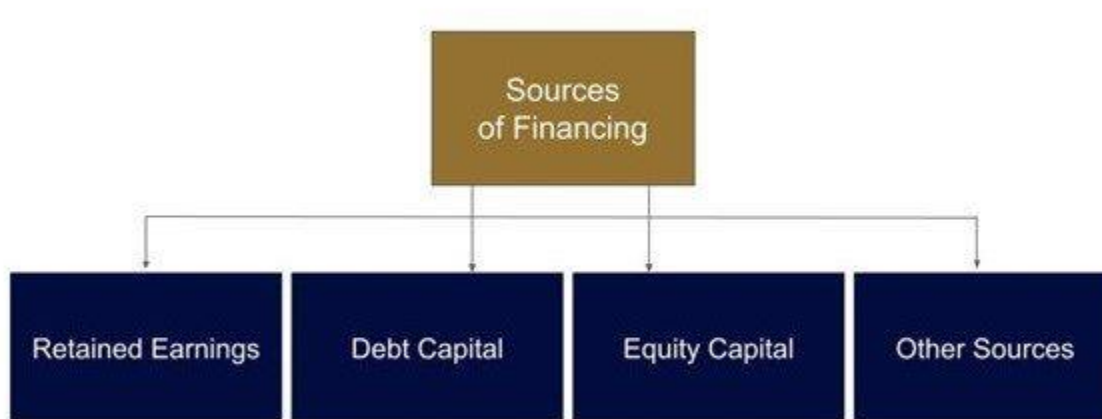 Sources
of Financing
Retained Earnings
Debt Capital
Equity Capital
Other Sources